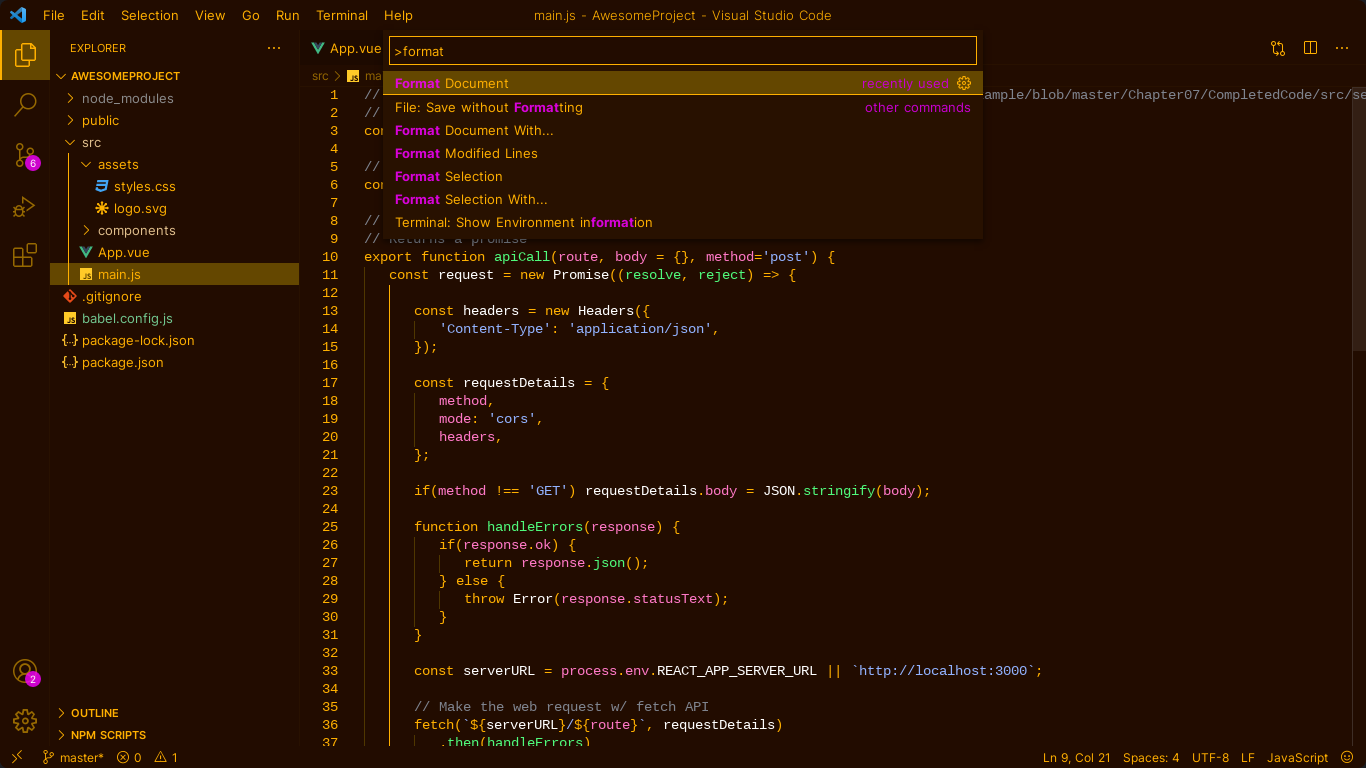 File Edit Selection View Go Run Terminal Help
main.js - AwesomeProject - Visual Studio Code
EXPLORER
AWESOMEPROJECT
node_modules
public
src
assets
styles.css
logo.svg
components
App.vue
main.js
.gitignore
babel.config.js
package-lock.json
package.json
OUTLINE
NPM SCRIPTS
6
2
App.vue
src
>format
Format Document recently used
File: Save without Formatting other commands
Format Document With...
Format Modified Lines
Format Selection
Format Selection With...
Terminal: Show Environment information
1 // ample/blob/master/Chapter07/CompletedCode/src/se
2 //
3
4
5 //
6
7
8 //
9 // Returns a promise
10 export function apiCall(route, body = {}, method='post') {
11 const request = new Promise((resolve, reject) => {
12
13 const headers = new Headers({
14 'Content-Type': 'application/json',
15 });
16
17 const requestDetails = {
18 method,
19 mode: 'cors',
20 headers,
21 };
22
23 if(method !== 'GET') requestDetails.body = JSON.stringify(body);
24
25 function handleErrors(response) {
26 if(response.ok) {
27 return response.json();
28 } else {
29 throw Error(response.statusText);
30 }
31 }
32
33 const serverURL = process.env.REACT_APP_SERVER_URL || `http://localhost:3000`;
34
35 // Make the web request w/ fetch API
36 fetch(`${serverURL}/${route}`, requestDetails)
37 .then(handleErrors)
master* 0 1
Ln 9, Col 21 Spaces: 4 UTF-8 LF JavaScript